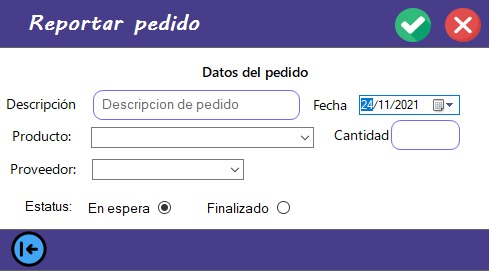 Reportar pedido
Datos del pedido
Descripción Descripcion de pedido Fecha 24/11/2021
Producto: Cantidad
Proveedor:
Estatus: En espera Finalizado